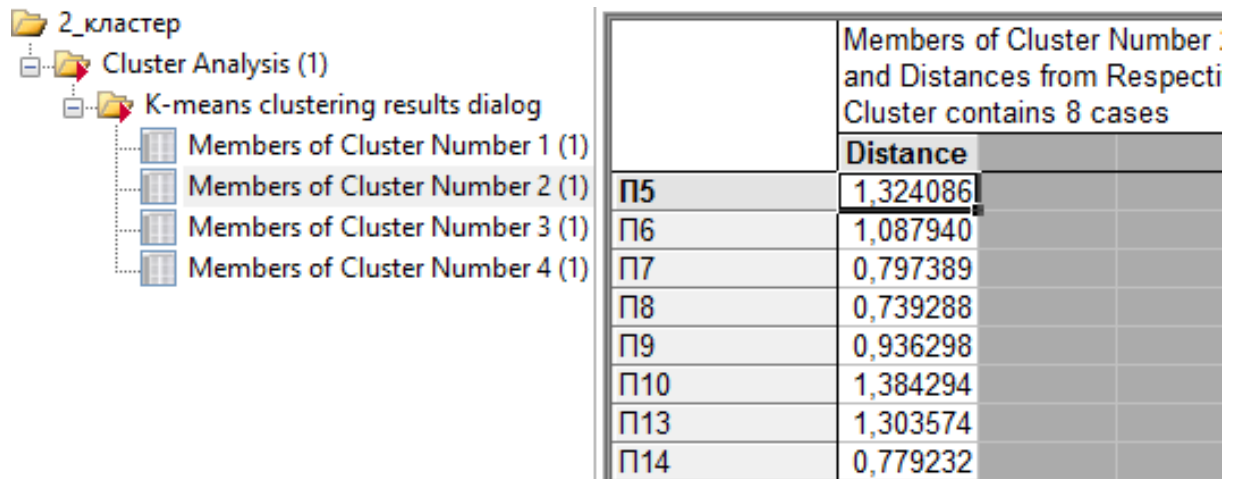 2_кластер
Cluster Analysis (1)
K-means clustering results dialog
Members of Cluster Number 1 (1)
Members of Cluster Number 2 (1)
Members of Cluster Number 3 (1)
Members of Cluster Number 4 (1)
Members of Cluster Number
and Distances from
Cluster contains 8 cases
Distance
П5 1,324086
П6 1,087940
П7 0,797389
П8 0,739288
П9 0,936298
П10 1,384294
П13 1,303574
П14 0,779232